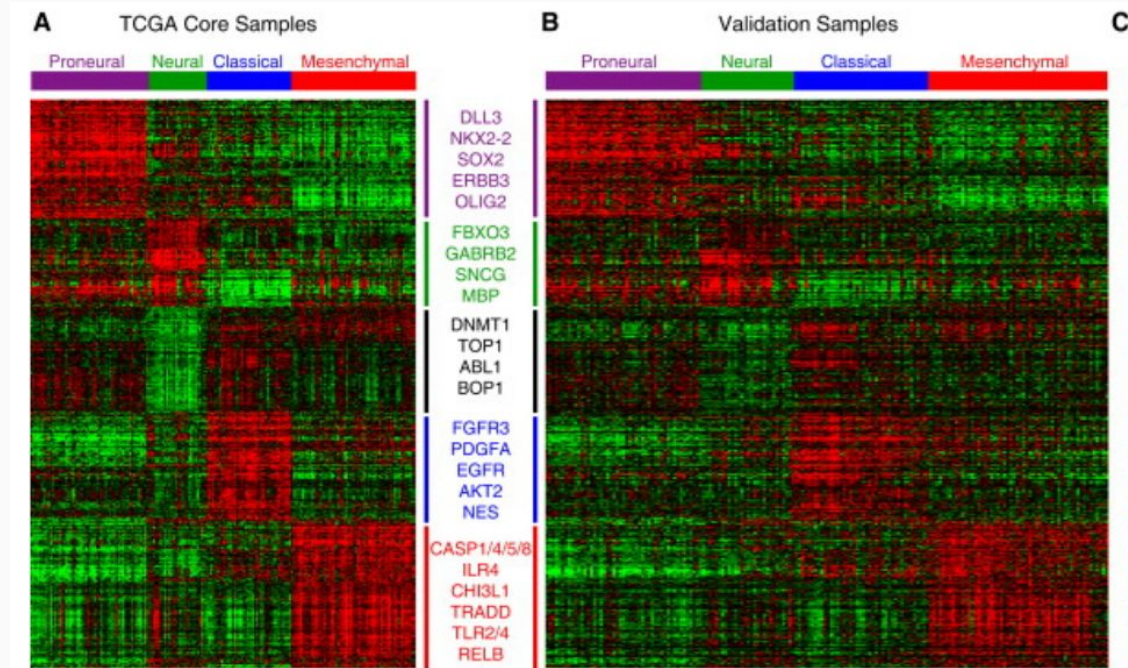 A TCGA Core Samples
B Validation Samples
C
Proneural Neural Classical Mesenchymal
Proneural Neural Classical Mesenchymal
DLL3
NKX2-2
SOX2
ERBB3
OLIG2
FBXO3
GABRB2
SNCG
MBP
DNMT1
TOP1
ABL1
BOP1
FGFR3
PDGFA
EGFR
AKT2
NES
CASP1/4/5/8
ILR4
CHI3L1
TRADD
TLR2/4
RELB